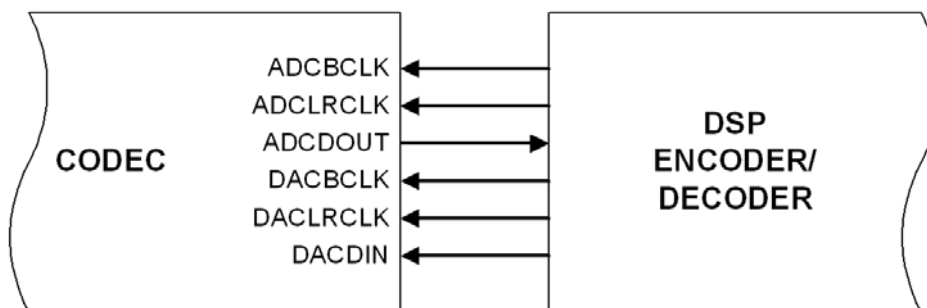 CODEC
ADCBCLK
ADCLRCLK
ADCDOUT
DACBCLK
DACLRCLK
DACDIN
DSP
ENCODER/
DECODER